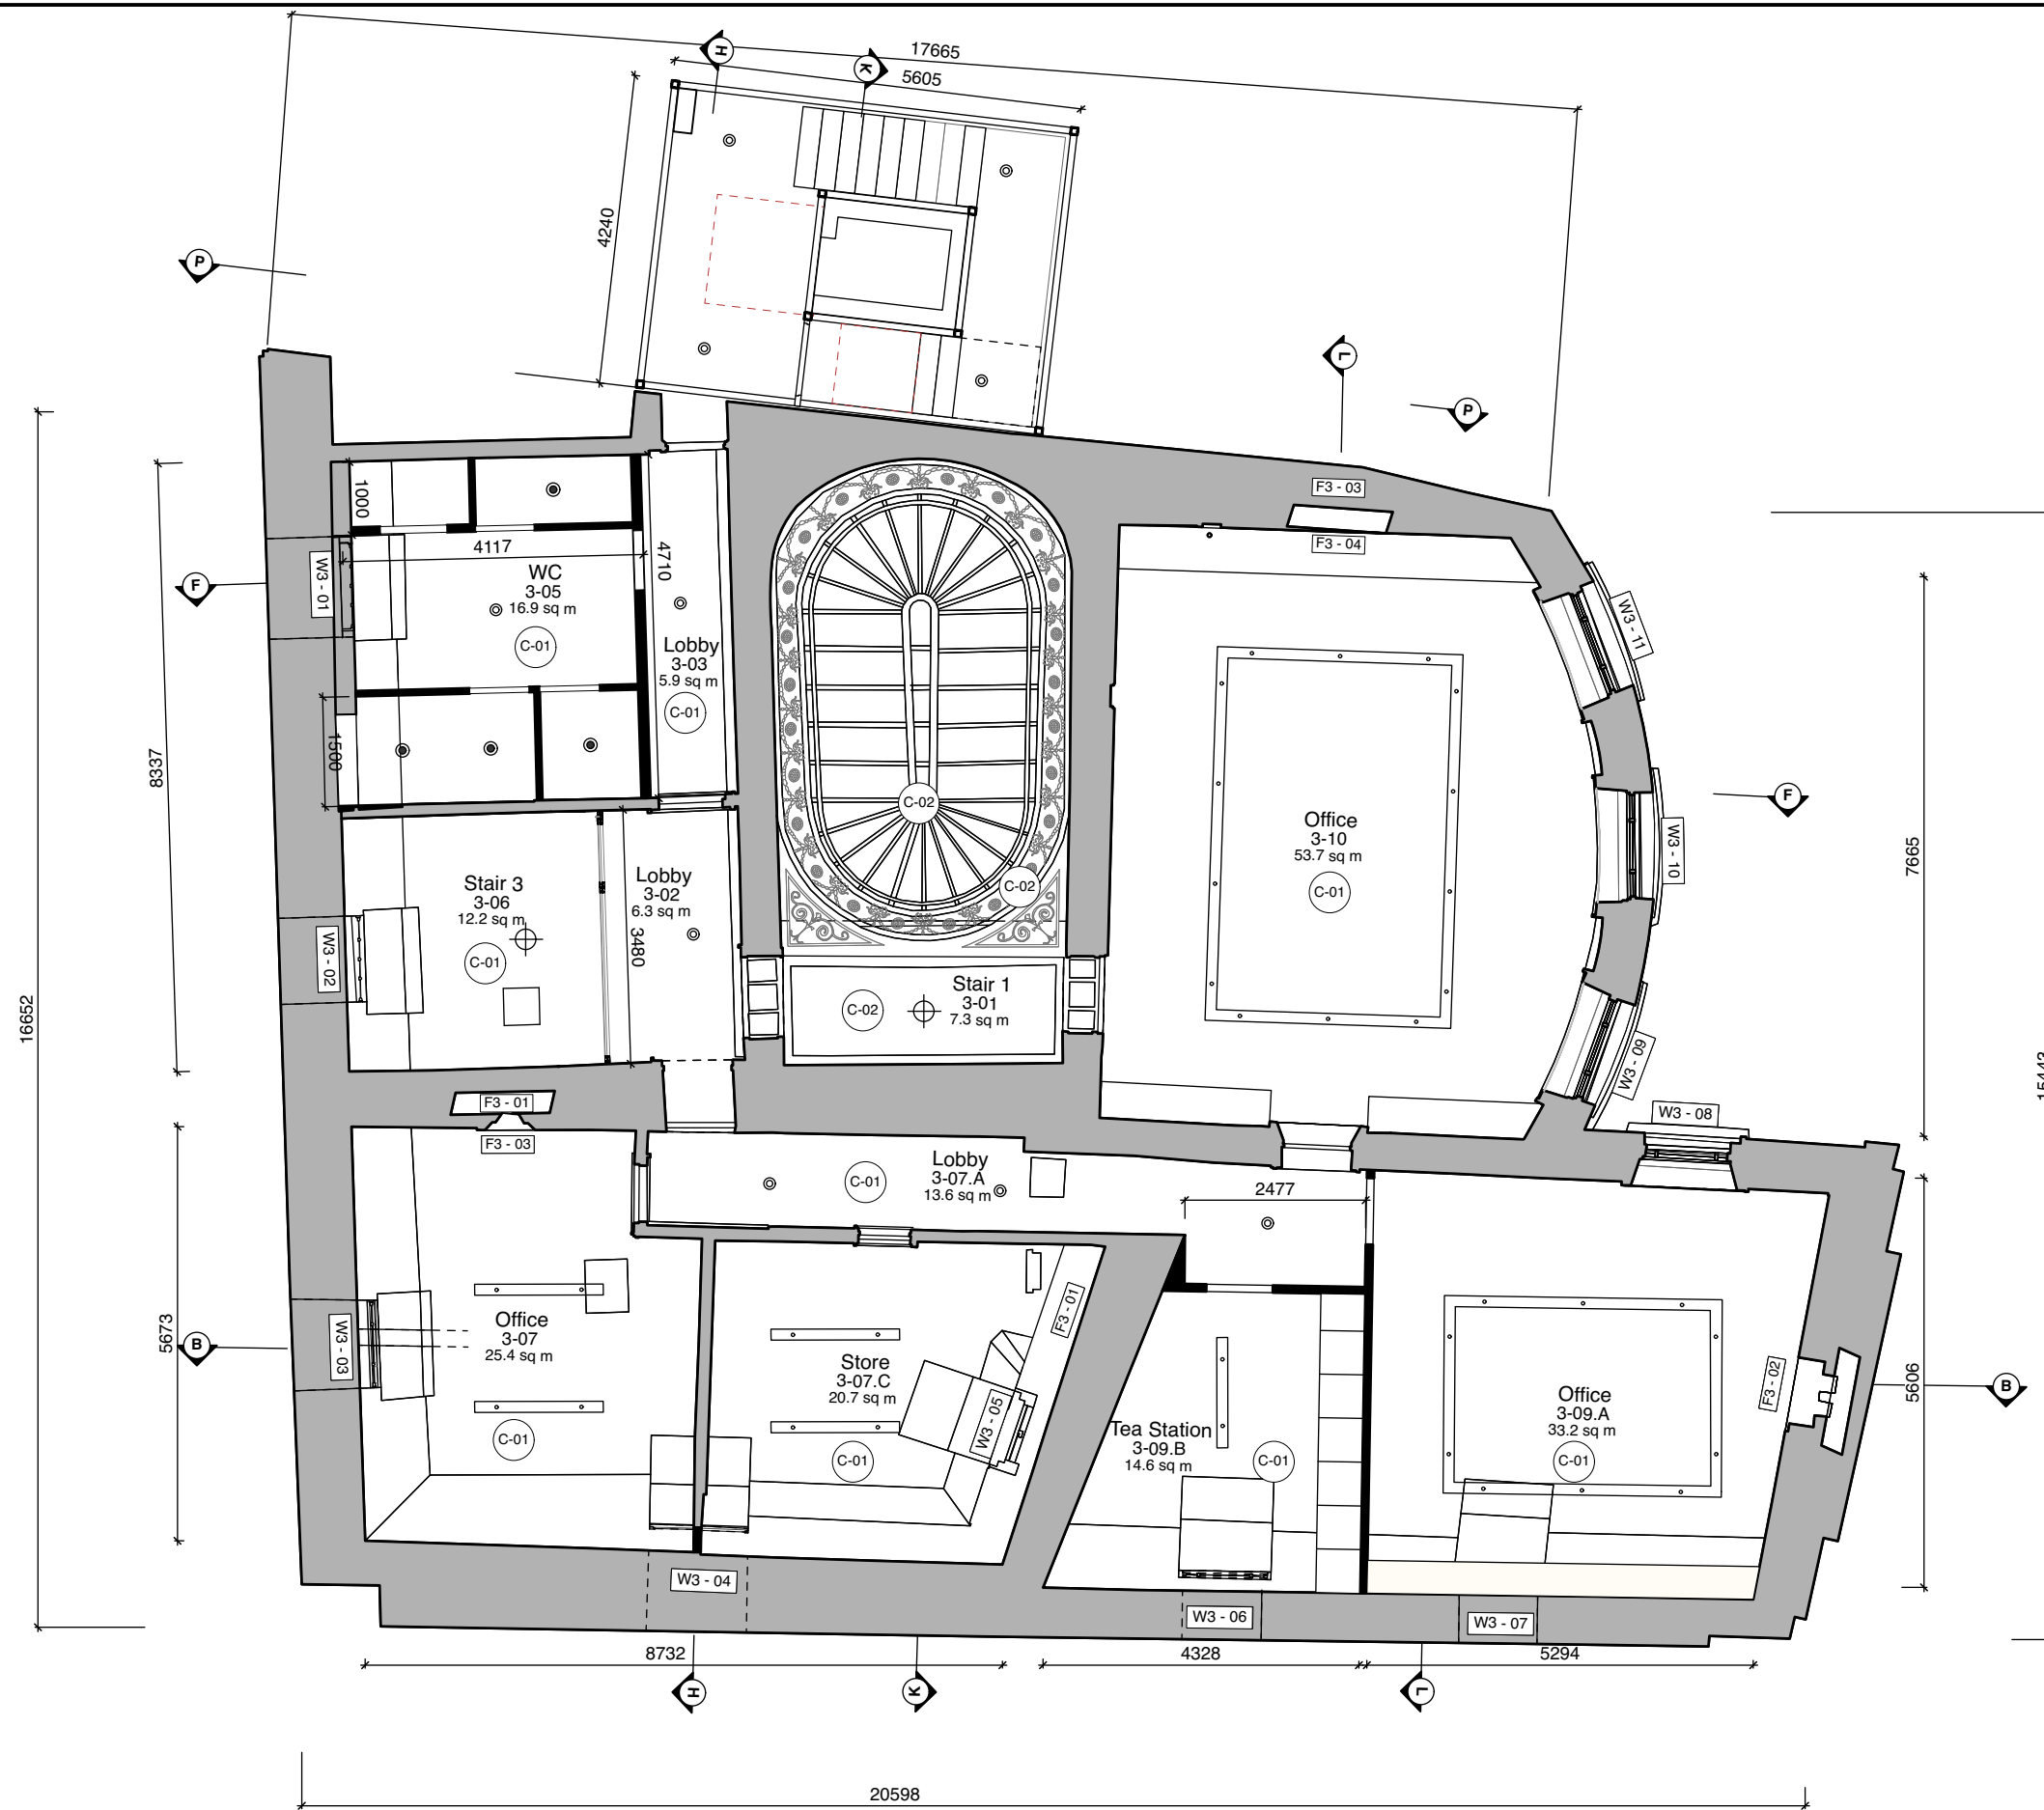 H
17665
K
5605
4240
P
L
P
16652
8337
F3 - 03
F3 - 04
1000
4117
4710
WC
3-05
16.9 sq m
C-01
W3 - 01
F
Lobby
3-03
5.9 sq m
C-01
1500
W3 - 11
C-02
C-02
Office
3-10
53.7 sq m
C-01
W3 - 10
F
7665
Stair 3
3-06
12.2 sq m
C-01
W3 - 02
Lobby
3-02
6.3 sq m
3480
Stair 1
3-01
7.3 sq m
C-02
W3 - 09
15443
F3 - 01
F3 - 03
W3 - 08
Lobby
3-07.A
13.6 sq m
C-01
2477
5673
B
W3 - 03
Office
3-07
25.4 sq m
C-01
F3 - 01
Store
3-07.C
20.7 sq m
C-01
W3 - 05
Tea Station
3-09.B
14.6 sq m
C-01
Office
3-09.A
33.2 sq m
C-01
F3 - 02
5606
B
W3 - 04
W3 - 06
W3 - 07
8732
4328
5294
H
K
L
20598